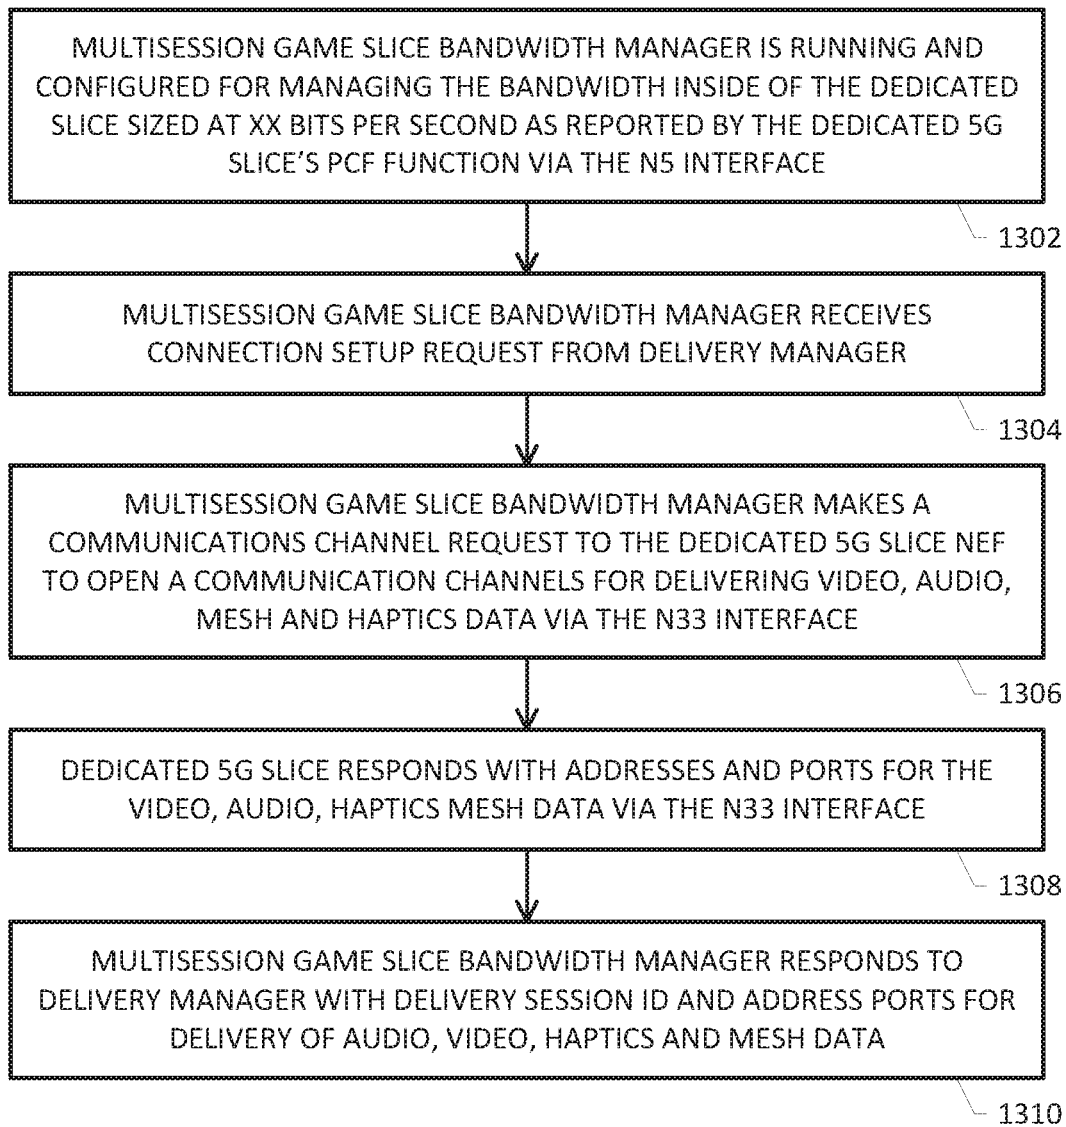 MULTISESSION GAME SLICE BANDWIDTH MANAGER IS RUNNING AND
CONFIGURED FOR MANAGING THE BANDWIDTH INSIDE OF THE DEDICATED
SLICE SIZED AT XX BITS PER SECOND AS REPORTED BY THE DEDICATED 5G
SLICE'S PCF FUNCTION VIA THE N5 INTERFACE
1302
MULTISESSION GAME SLICE BANDWIDTH MANAGER RECEIVES
CONNECTION SETUP REQUEST FROM DELIVERY MANAGER
1304
MULTISESSION GAME SLICE BANDWIDTH MANAGER MAKES A
COMMUNICATIONS CHANNEL REQUEST TO THE DEDICATED 5G SLICE NEF
TO OPEN A COMMUNICATION CHANNELS FOR DELIVERING VIDEO, AUDIO,
MESH AND HAPTICS DATA VIA THE N33 INTERFACE
1306
DEDICATED 5G SLICE RESPONDS WITH ADDRESSES AND PORTS FOR THE
VIDEO, AUDIO, HAPTICS MESH DATA VIA THE N33 INTERFACE
1308
MULTISESSION GAME SLICE BANDWIDTH MANAGER RESPONDS TO
DELIVERY MANAGER WITH DELIVERY SESSION ID AND ADDRESS PORTS FOR
DELIVERY OF AUDIO, VIDEO, HAPTICS AND MESH DATA
1310